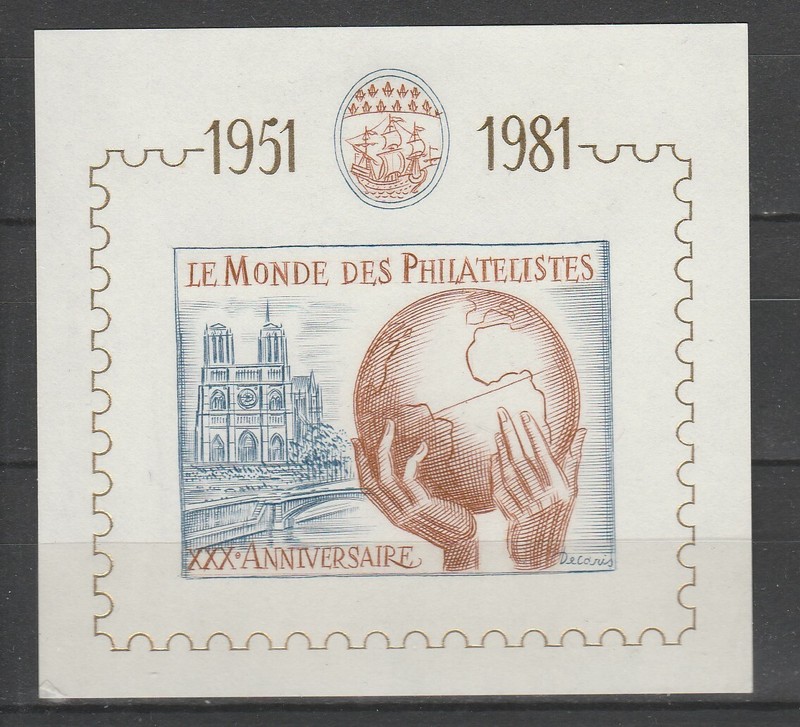 1951 1981
LE MONDE DES PHILATELISTES
XXX° ANNIVERSAIRE
Decaris